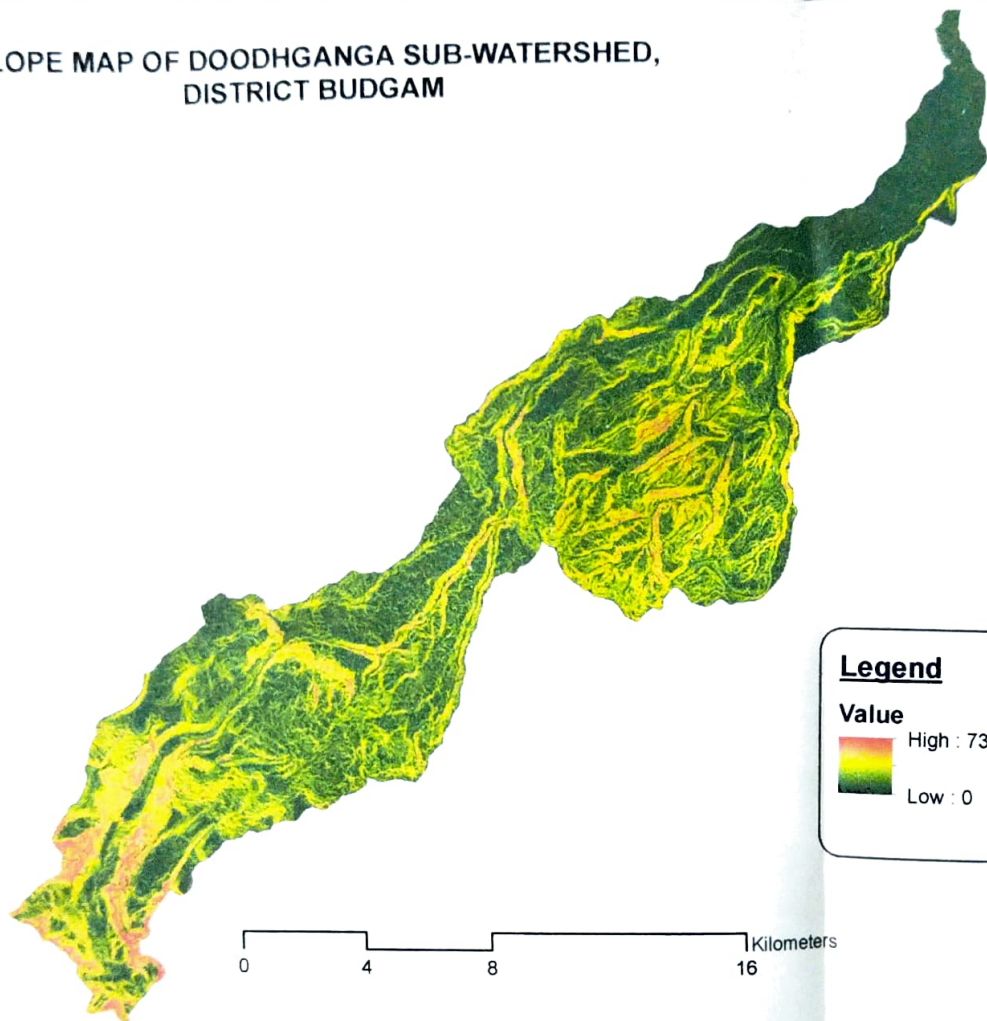 LOPE MAP OF DOODHGANGA SUB-WATERSHED,
DISTRICT BUDGAM
Legend
Value
High : 73
Low : 0
Kilometers
0 4 8 16